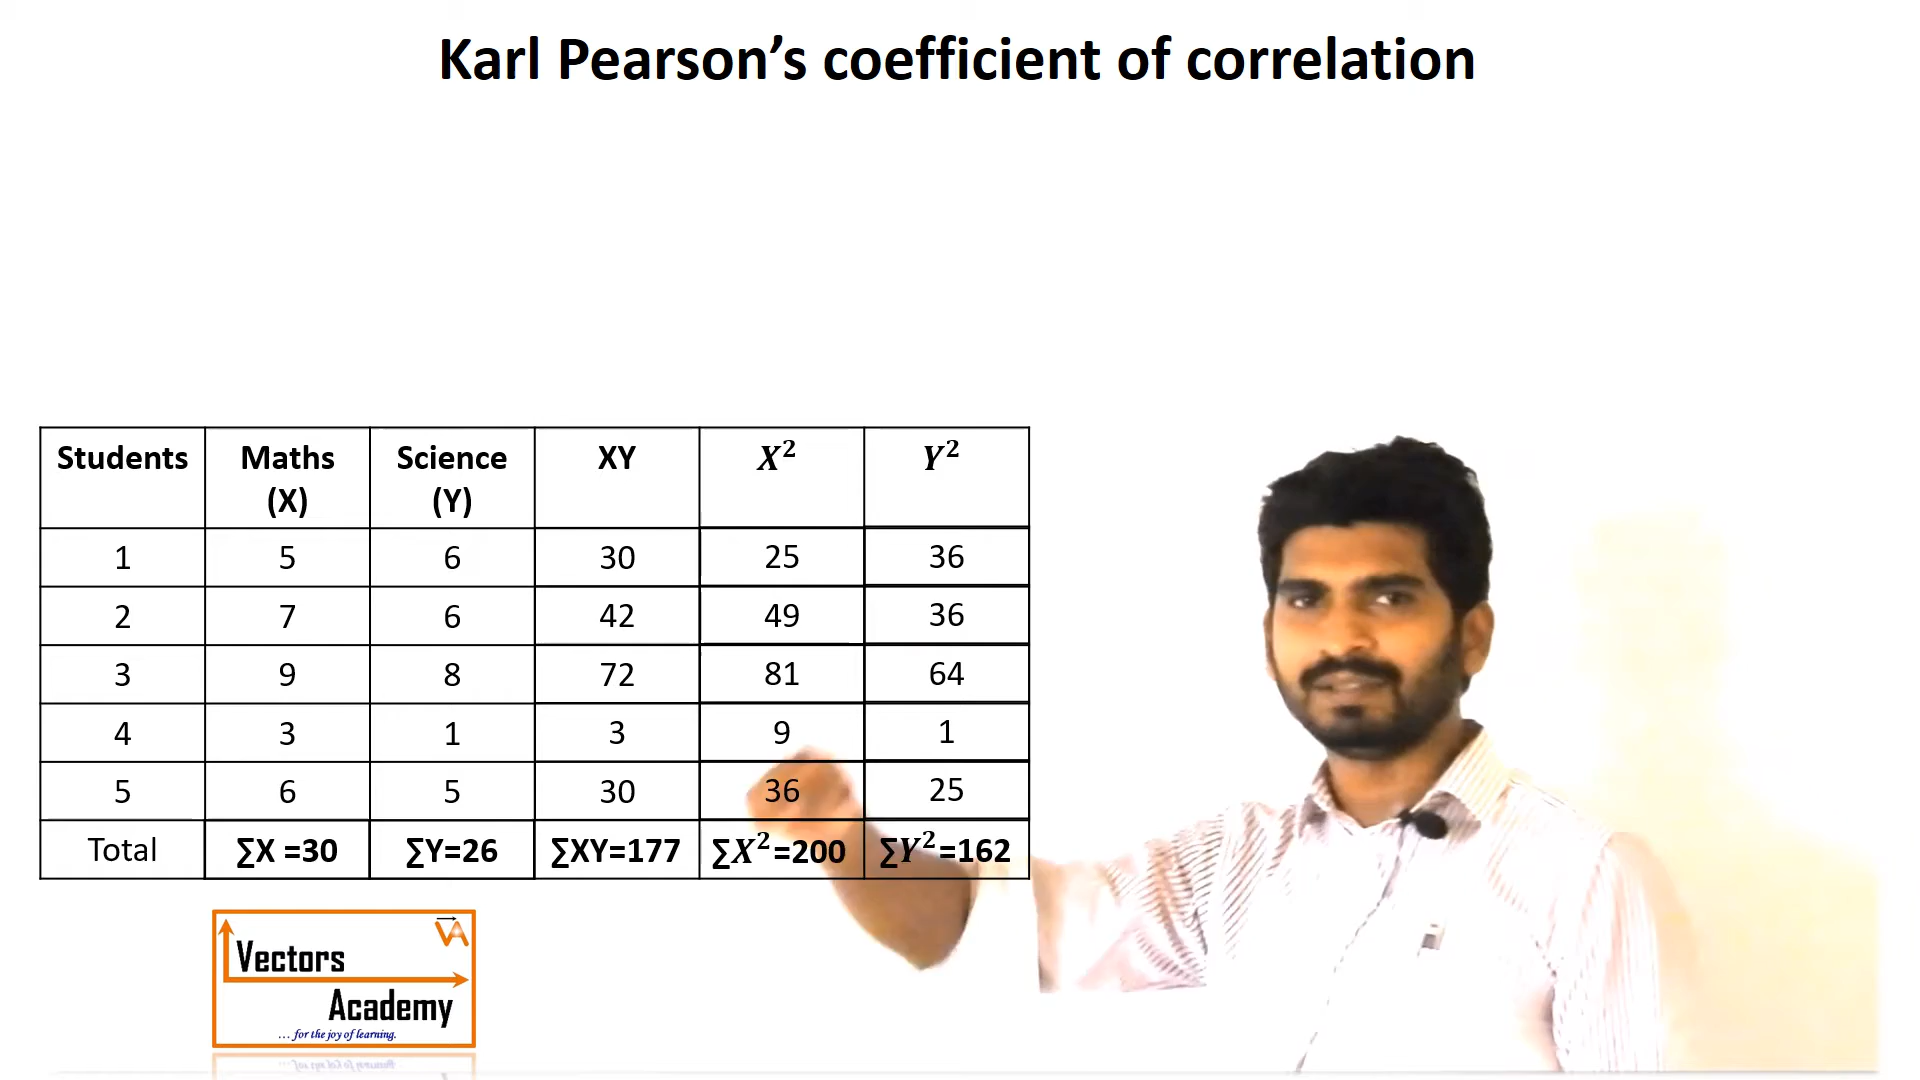 Karl Pearson’s coefficient of correlation
Students Maths (X) Science (Y) XY X² Y²
1 5 6 30 25 36
2 7 6 42 49 36
3 9 8 72 81 64
4 3 1 3 9 1
5 6 5 30 36 25
Total ∑X =30 ∑Y=26 ∑XY=177 ∑X²=200 ∑Y²=162
VA
Vectors
Academy
... for the joy of learning.